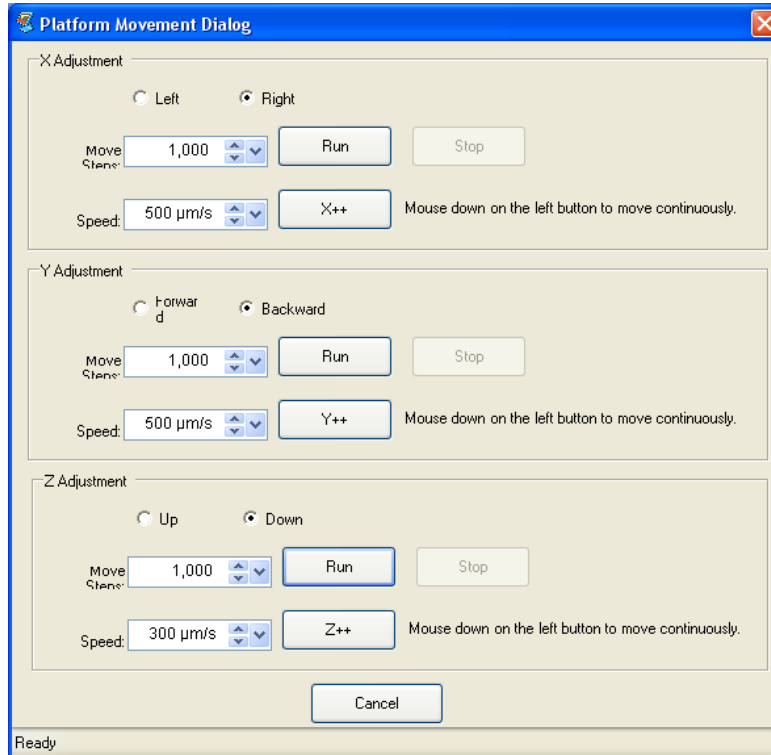 Platform Movement Dialog
X Adjustment
Left Right
Move
Steps:
1,000 Run Stop
Speed: 500 µm/s X++ Mouse down on the left button to move continuously.
Y Adjustment
Forwar
d
Backward
Move
Steps:
1,000 Run Stop
Speed: 500 µm/s Y++ Mouse down on the left button to move continuously.
Z Adjustment
Up Down
Move
Steps:
1,000 Run Stop
Speed: 300 µm/s Z++ Mouse down on the left button to move continuously.
Cancel
Ready